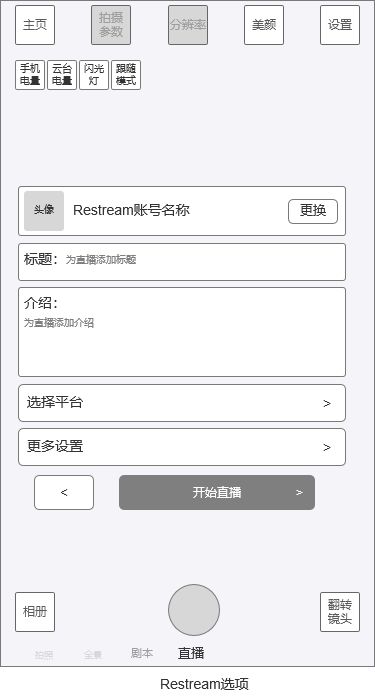 主页
拍摄
参数
分辨率
美颜
设置
手机
电量
云台
电量
闪光
灯
跟随
模式
头像
Restream账号名称
更换
标题：为直播添加标题
介绍：
为直播添加介绍
选择平台 >
更多设置 >
<
开始直播 >
相册
翻转
镜头
拍照
全景
剧本
直播
Restream选项